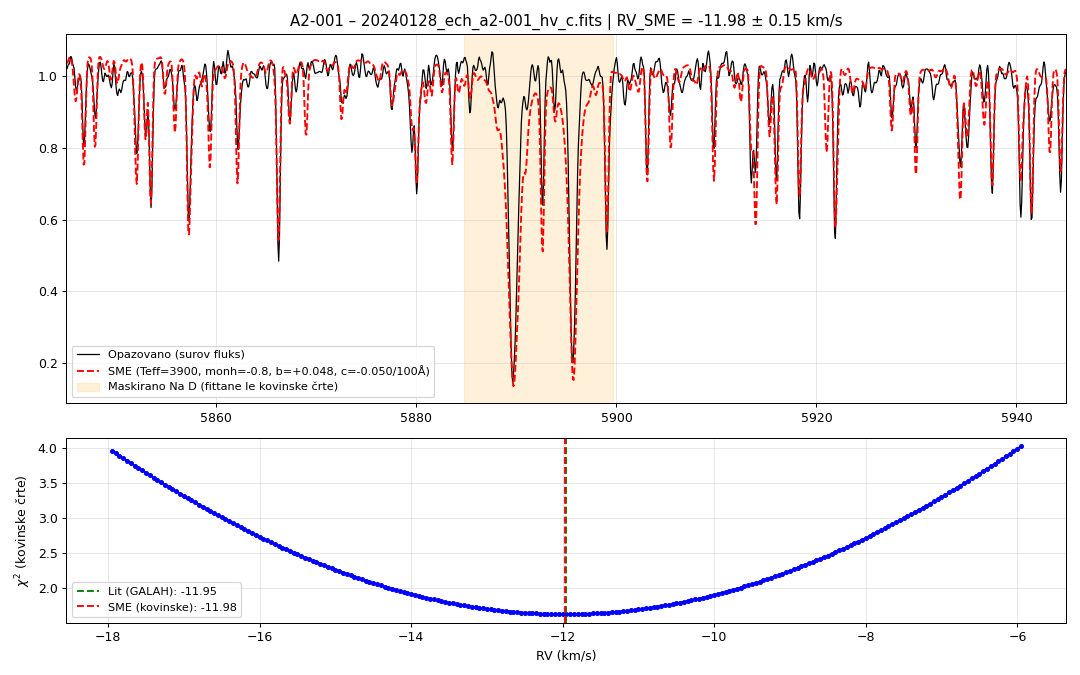 A2-001 – 20240128_ech_a2-001_hv_c.fits | RV_SME = -11.98 ± 0.15 km/s
1.0
0.8
0.6
0.4
0.2
Opazovano (surov fluks)
SME (Teff=3900, monh=-0.8, b=+0.048, c=-0.050/100Å)
Maskirano Na D (fittane le kovinske črte)
5860 5880 5900 5920 5940
χ² (kovinske črte)
4.0
3.5
3.0
2.5
2.0
Lit (GALAH): -11.95
SME (kovinske): -11.98
−18 −16 −14 −12 −10 −8 −6
RV (km/s)